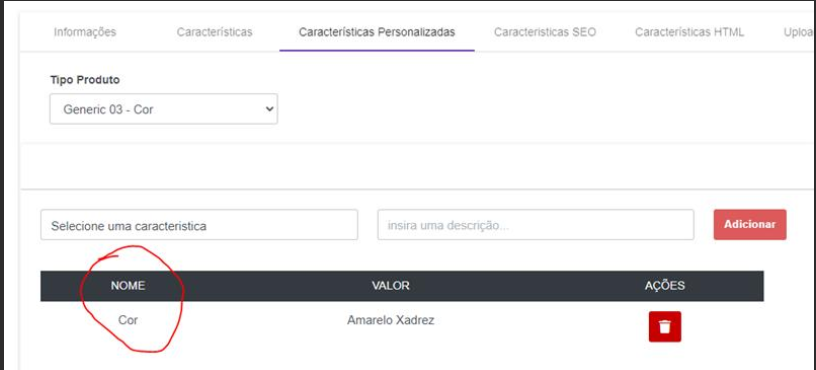 Informações Características Características Personalizadas Caracteristicas SEO Características HTML Uploa
Tipo Produto
Generic 03 - Cor
Selecione uma caracteristica insira uma descrição... Adicionar
NOME VALOR AÇÕES
Cor Amarelo Xadrez